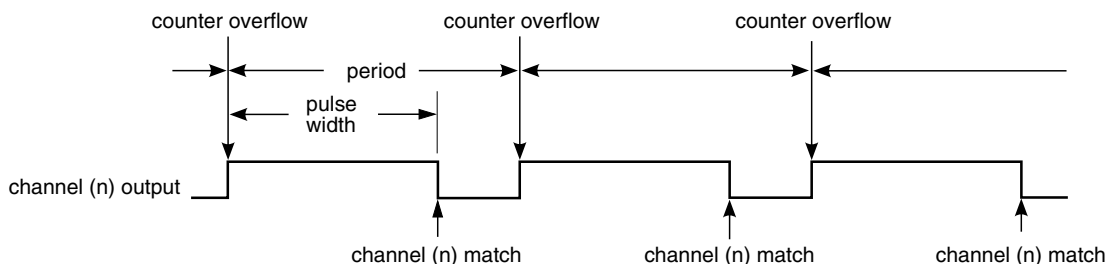 counter overflow
counter overflow
counter overflow
period
pulse
width
channel (n) output
channel (n) match
channel (n) match
channel (n) match